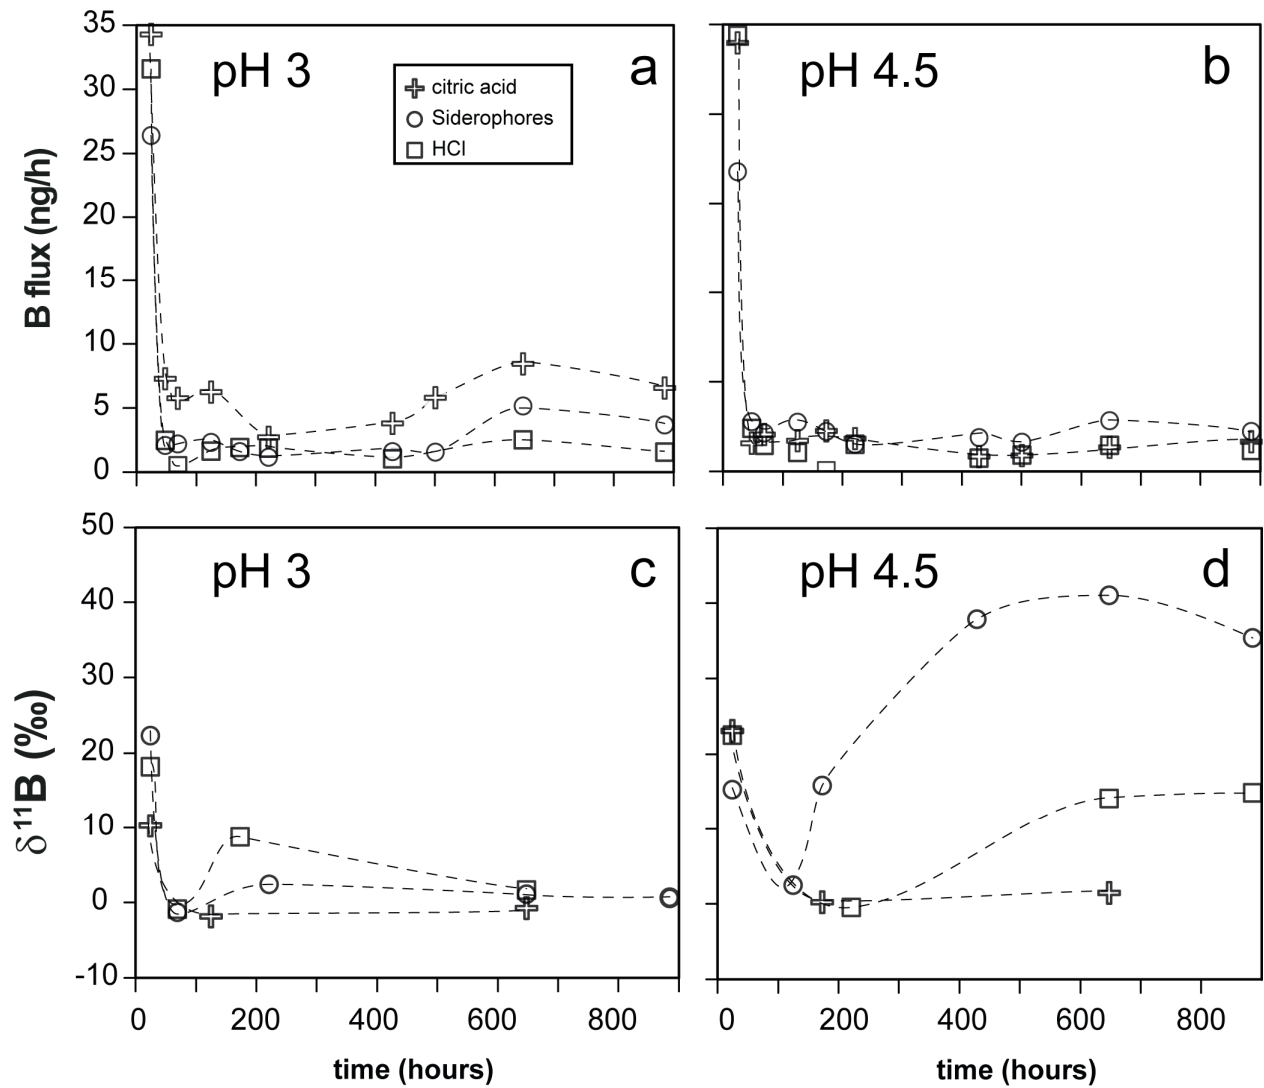 35
30
25
20
15
10
5
0
B flux (ng/h)
pH 3
a
citric acid
Siderophores
HCl
pH 4.5
b
50
40
30
20
10
0
-10
δ¹¹B (‰)
pH 3
c
0 200 400 600 800
time (hours)
pH 4.5
d
0 200 400 600 800
time (hours)